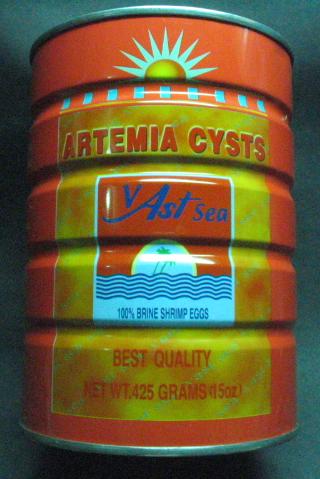 ARTEMIA CYSTS
VAst Sea
100% BRINE SHRIMP EGGS
BEST QUALITY
NET WT.425 GRAMS(15oz)